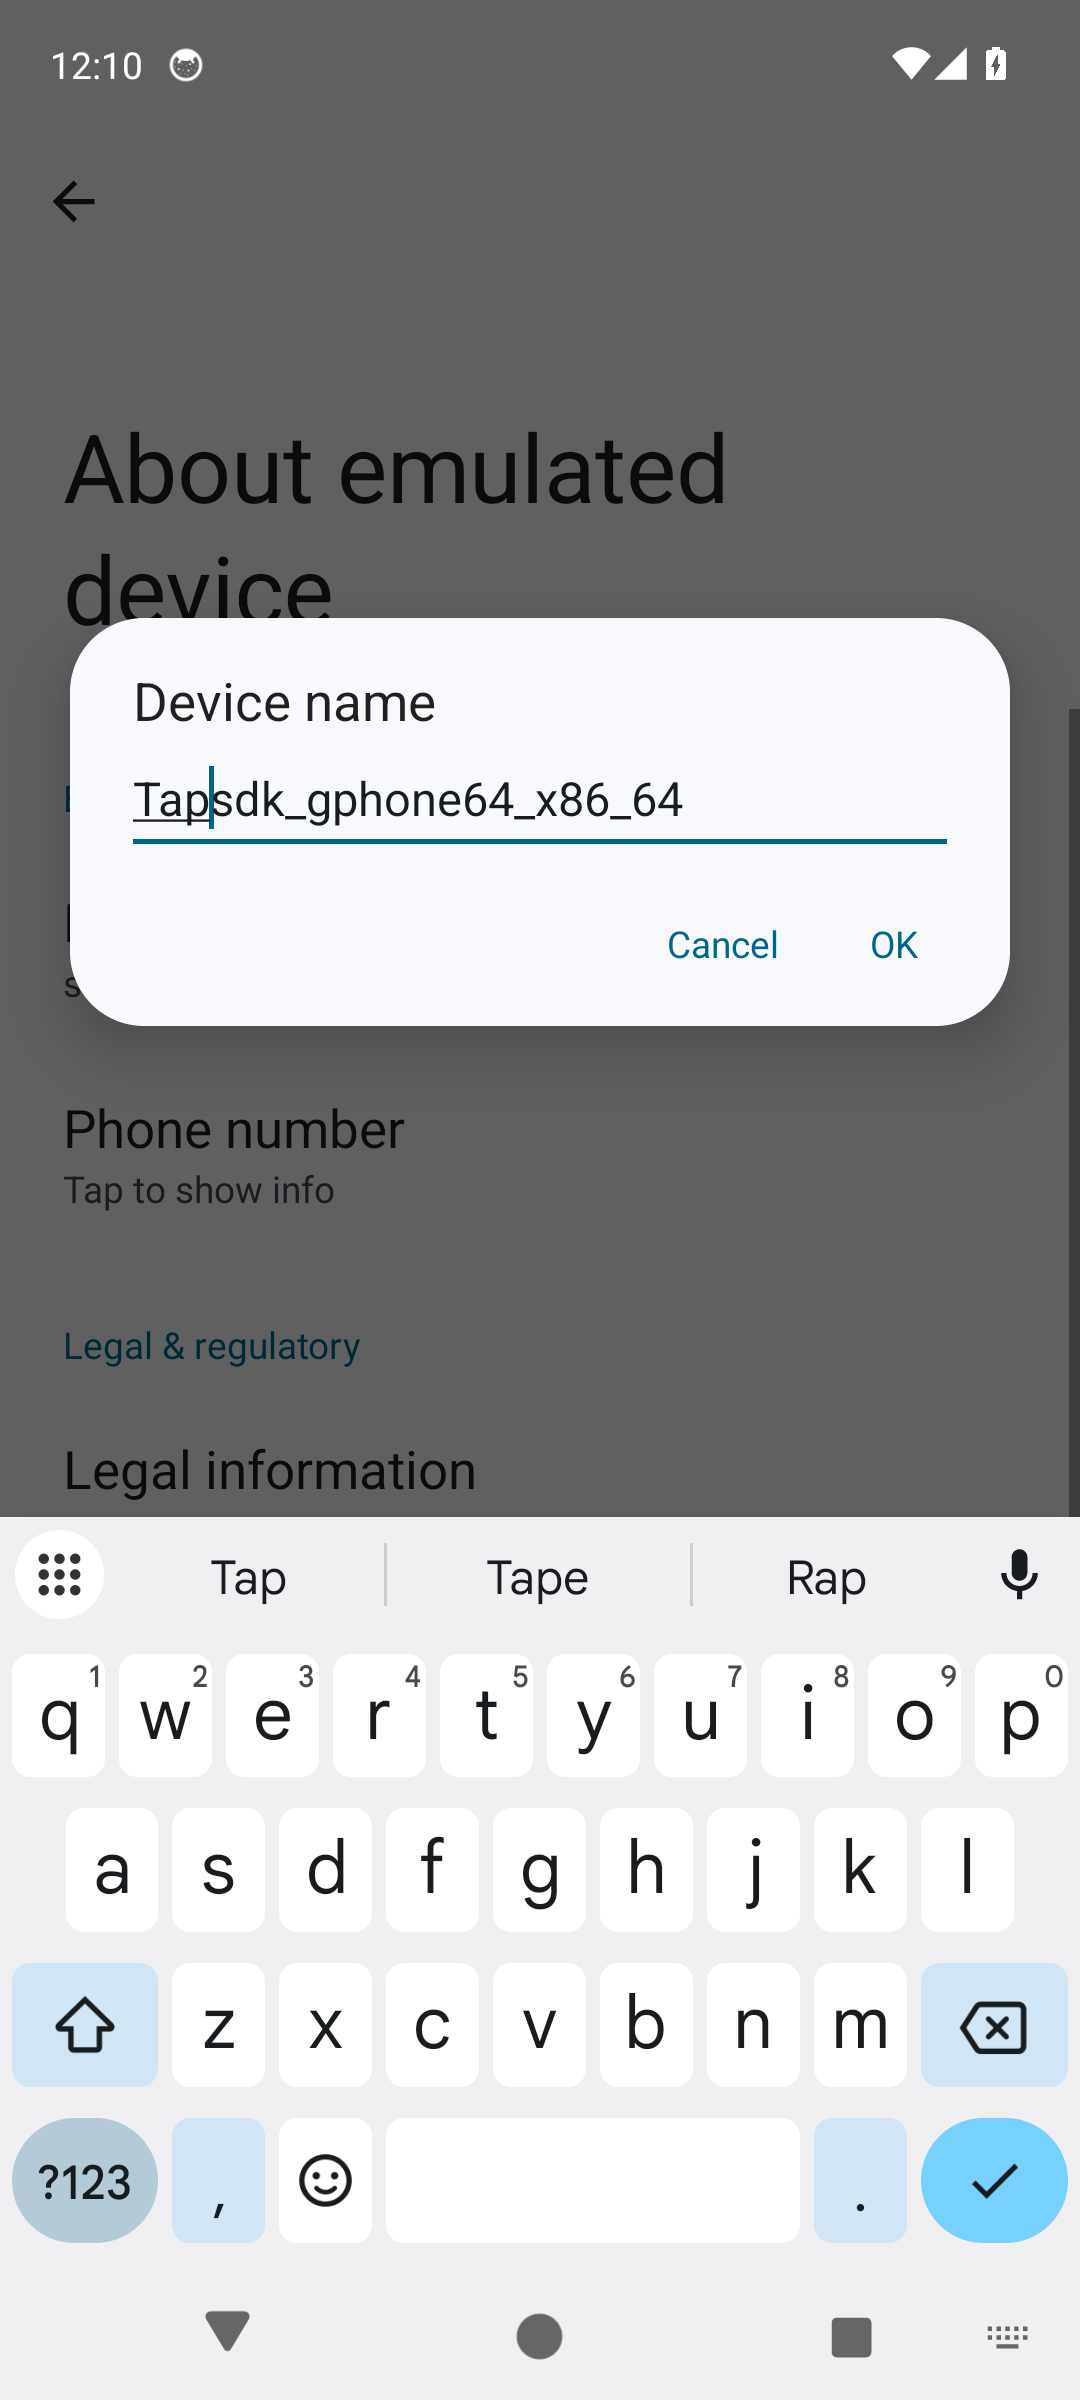 12:10
About emulated
device
Device name
Tapsdk_gphone64_x86_64
Cancel OK
Phone number
Tap to show info
Legal & regulatory
Legal information
Tap Tape Rap
1 2 3 4 5 6 7 8 9 0
q w e r t y u i o p
a s d f g h j k l
z x c v b n m
?123 , .